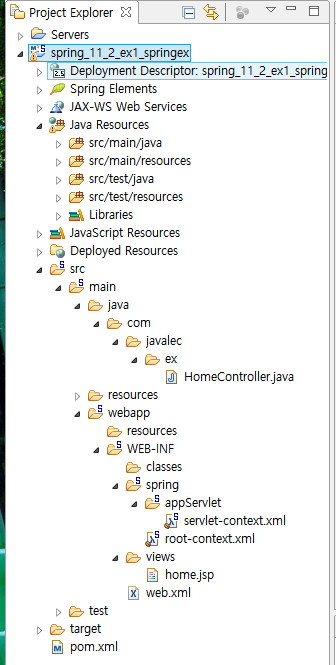 Project Explorer
Servers
spring_11_2_ex1_springex
Deployment Descriptor: spring_11_2_ex1_spring
Spring Elements
JAX-WS Web Services
Java Resources
src/main/java
src/main/resources
src/test/java
src/test/resources
Libraries
JavaScript Resources
Deployed Resources
src
main
java
com
javalec
ex
HomeController.java
resources
webapp
resources
WEB-INF
classes
spring
appServlet
servlet-context.xml
root-context.xml
views
home.jsp
web.xml
test
target
pom.xml